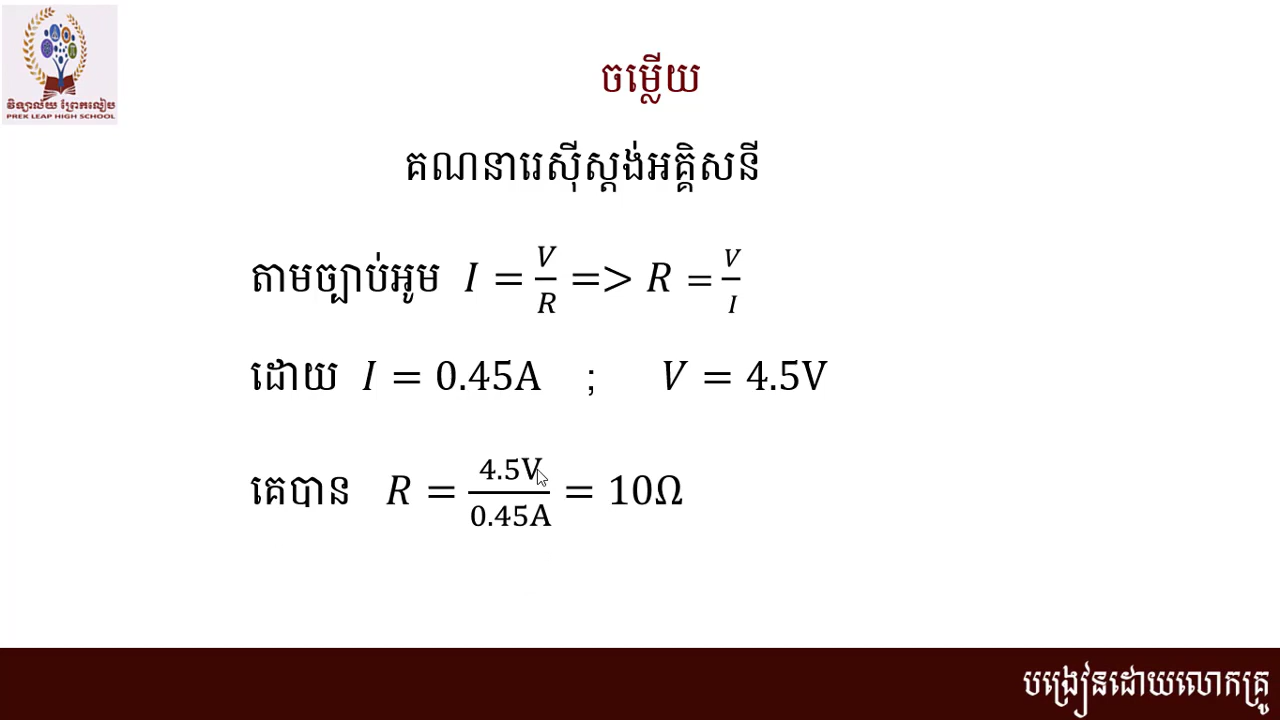 វិទ្យាល័យ ព្រែកលៀប
PREK LEAP HIGH SCHOOL
ចម្លើយ
គណនារេស៊ីស្តង់អគ្គិសនី
តាមច្បាប់អូម I = V/R => R = V/I
ដោយ I = 0.45A ; V = 4.5V
គេបាន R = 4.5V/0.45A = 10Ω
បង្រៀនដោយលោកគ្រូ